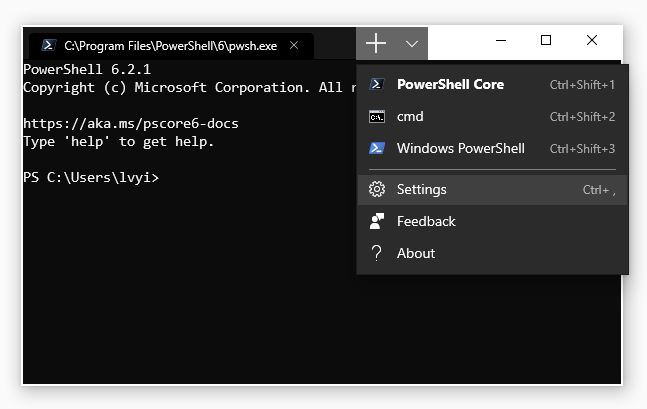 C:\Program Files\PowerShell\6\pwsh.exe
PowerShell 6.2.1
Copyright (c) Microsoft Corporation. All
https://aka.ms/pscore6-docs
Type 'help' to get help.
PS C:\Users\lvyi>
PowerShell Core Ctrl+Shift+1
cmd Ctrl+Shift+2
Windows PowerShell Ctrl+Shift+3
Settings Ctrl+ ,
Feedback
About